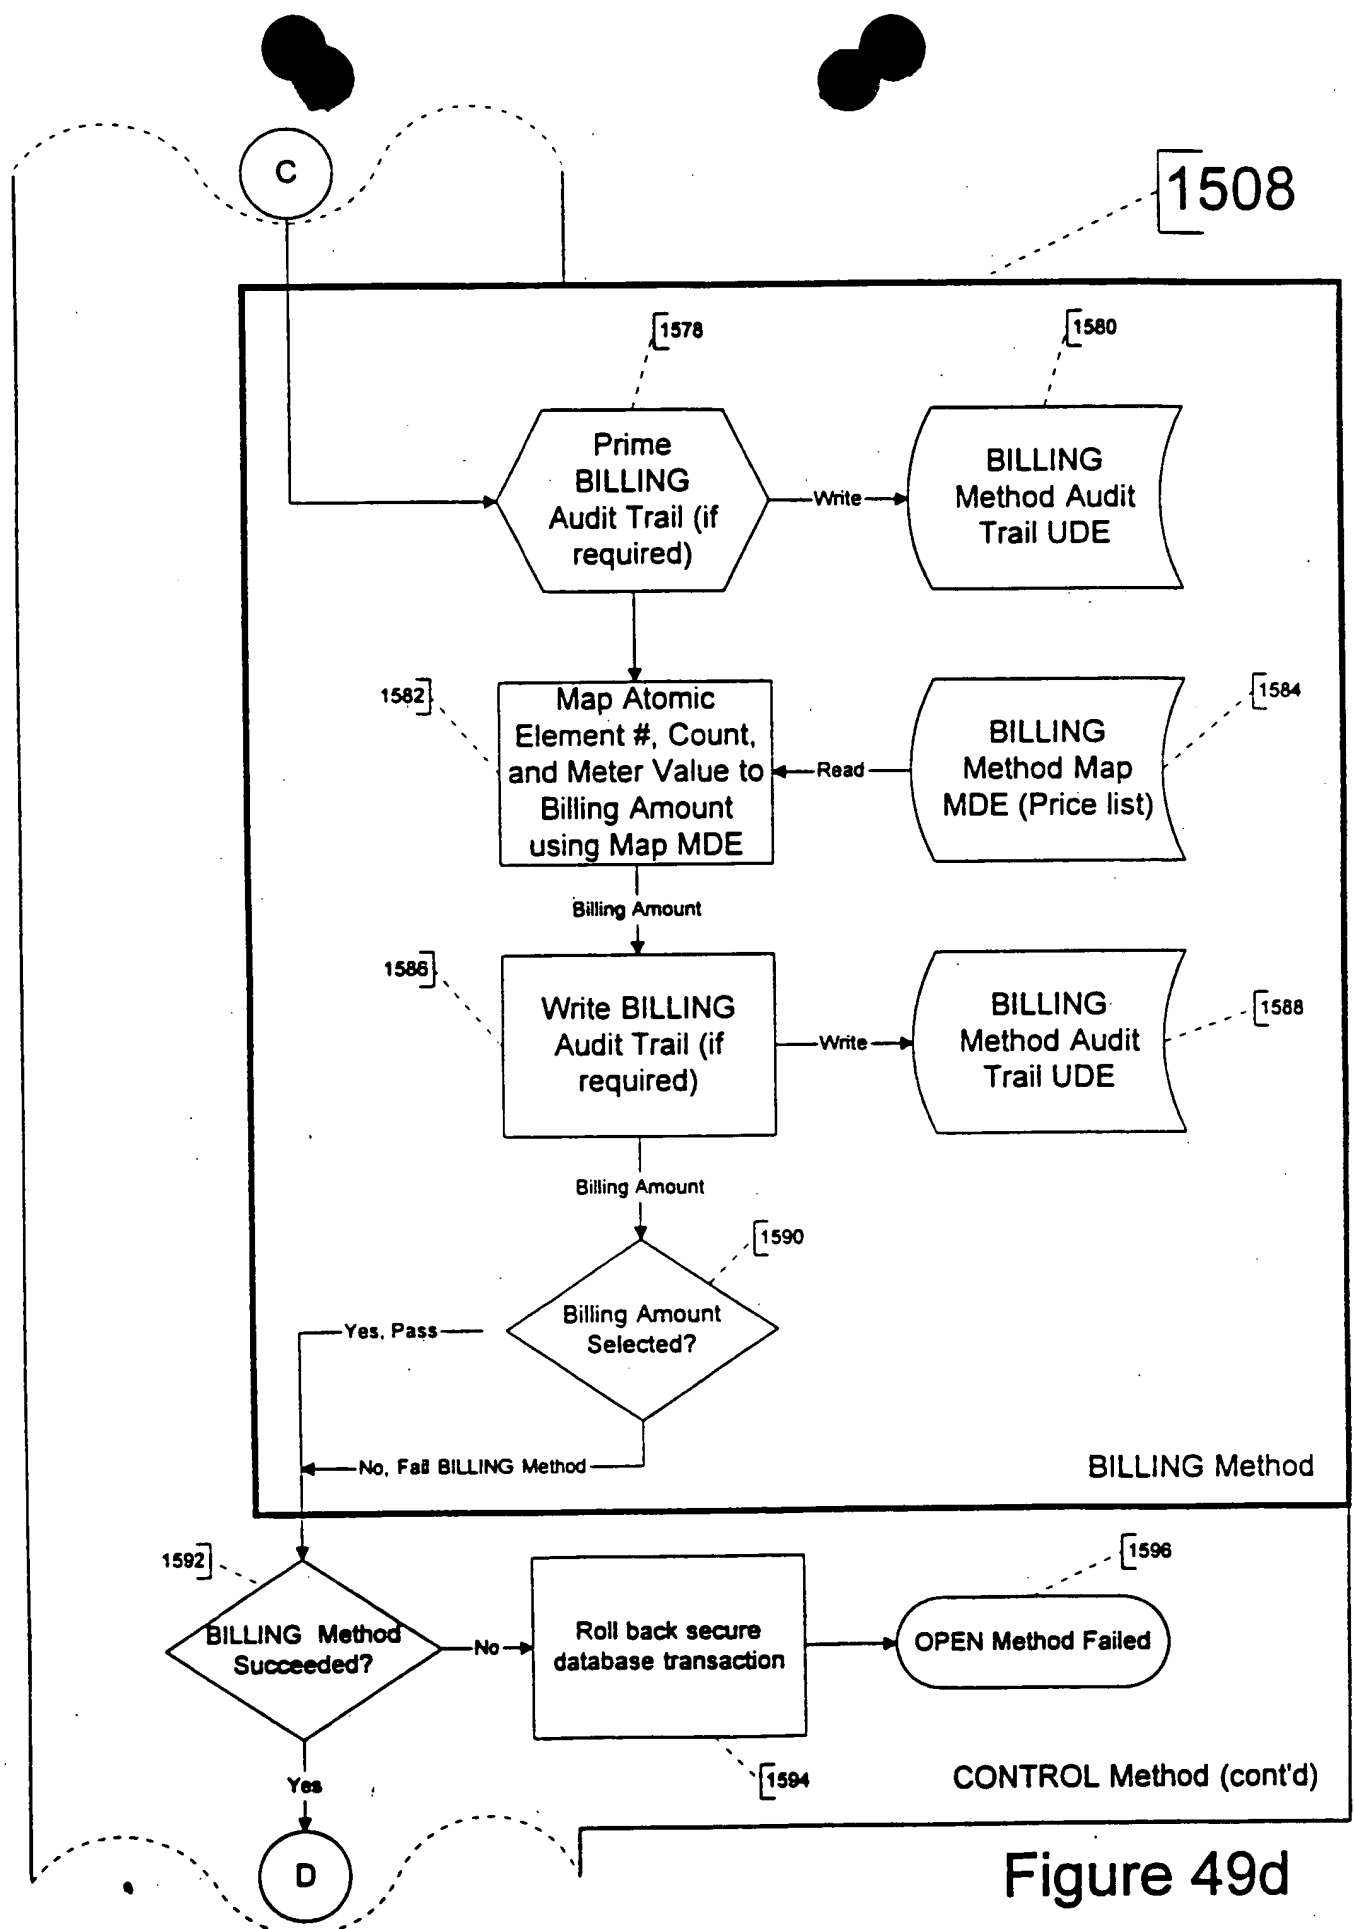 C
1508
1578
1580
Prime
BILLING
Audit Trail (if
required)
Write
BILLING
Method Audit
Trail UDE
1582
1584
Map Atomic
Element #, Count,
and Meter Value to
Billing Amount
using Map MDE
Read
BILLING
Method Map
MDE (Price list)
Billing Amount
1586
1588
Write BILLING
Audit Trail (if
required)
Write
BILLING
Method Audit
Trail UDE
Billing Amount
1590
Billing Amount
Selected?
Yes, Pass
No, Fail BILLING Method
BILLING Method
1592
1596
BILLING Method
Succeeded?
No
Roll back secure
database transaction
OPEN Method Failed
1594
Yes
CONTROL Method (cont'd)
D
Figure 49d